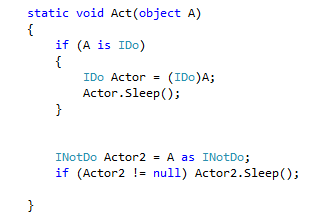 static void Act(object A)
{
if (A is IDo)
{
IDo Actor = (IDo)A;
Actor.Sleep();
}
INotDo Actor2 = A as INotDo;
if (Actor2 != null) Actor2.Sleep();
}